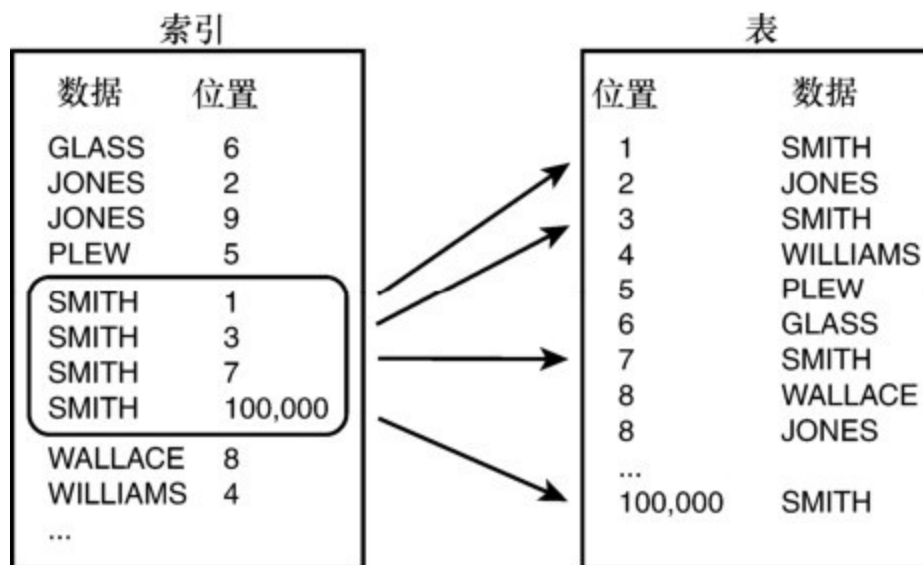 索引
数据 位置
GLASS 6
JONES 2
JONES 9
PLEW 5
SMITH 1
SMITH 3
SMITH 7
SMITH 100,000
WALLACE 8
WILLIAMS 4
...
表
位置 数据
1 SMITH
2 JONES
3 SMITH
4 WILLIAMS
5 PLEW
6 GLASS
7 SMITH
8 WALLACE
8 JONES
...
100,000 SMITH